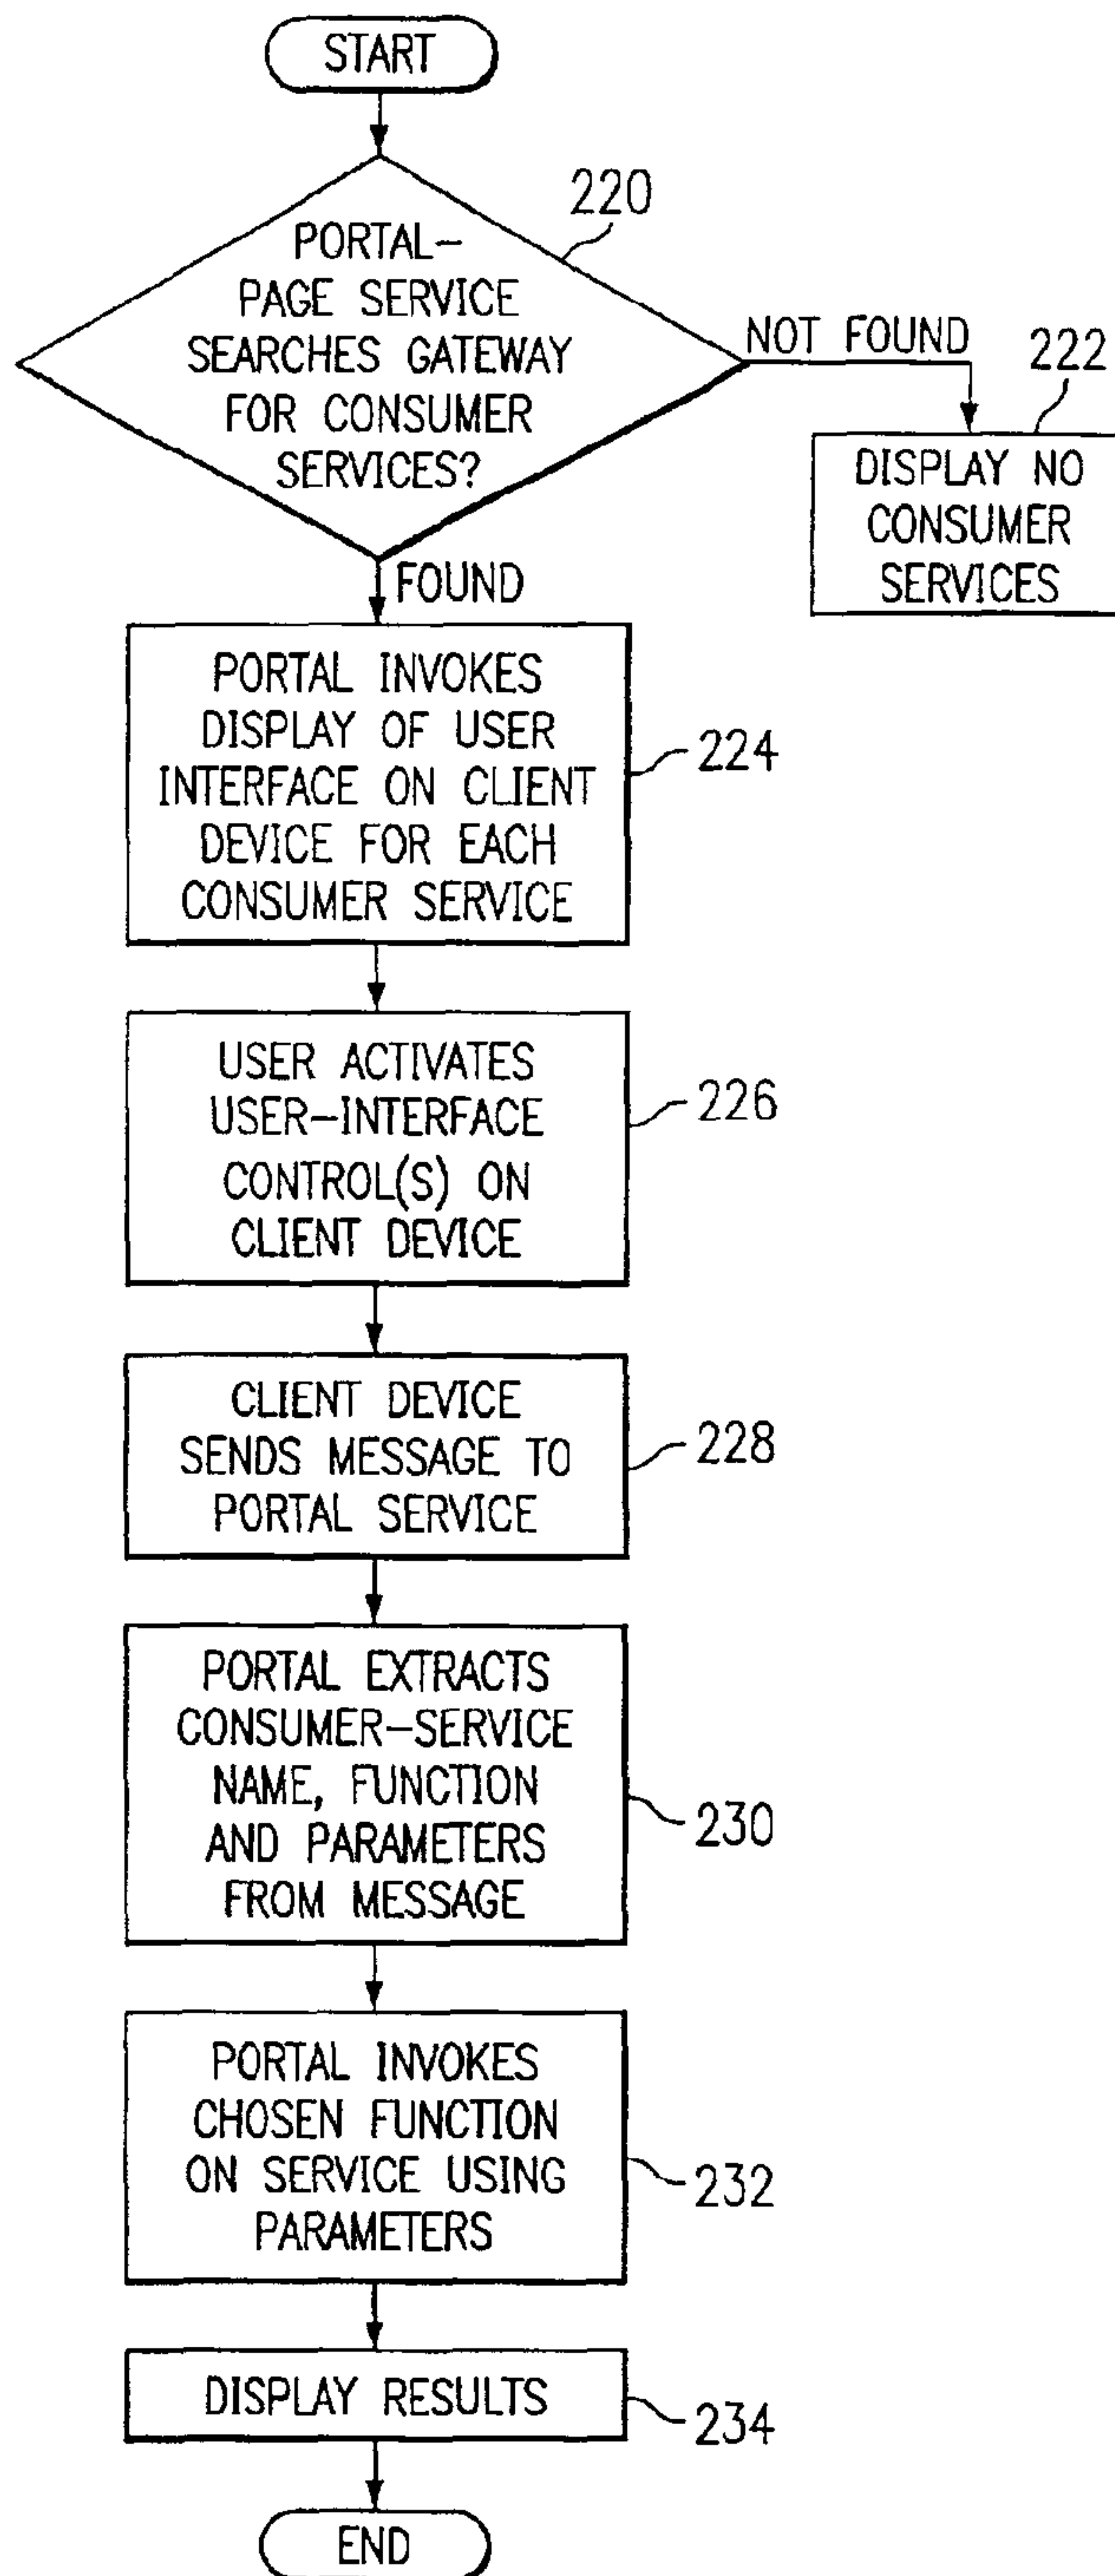 START
220
PORTAL-
PAGE SERVICE
SEARCHES GATEWAY
FOR CONSUMER
SERVICES?
NOT FOUND
222
DISPLAY NO
CONSUMER
SERVICES
FOUND
PORTAL INVOKES
DISPLAY OF USER
INTERFACE ON CLIENT
DEVICE FOR EACH
CONSUMER SERVICE
224
USER ACTIVATES
USER-INTERFACE
CONTROL(S) ON
CLIENT DEVICE
226
CLIENT DEVICE
SENDS MESSAGE TO
PORTAL SERVICE
228
PORTAL EXTRACTS
CONSUMER-SERVICE
NAME, FUNCTION
AND PARAMETERS
FROM MESSAGE
230
PORTAL INVOKES
CHOSEN FUNCTION
ON SERVICE USING
PARAMETERS
232
DISPLAY RESULTS
234
END